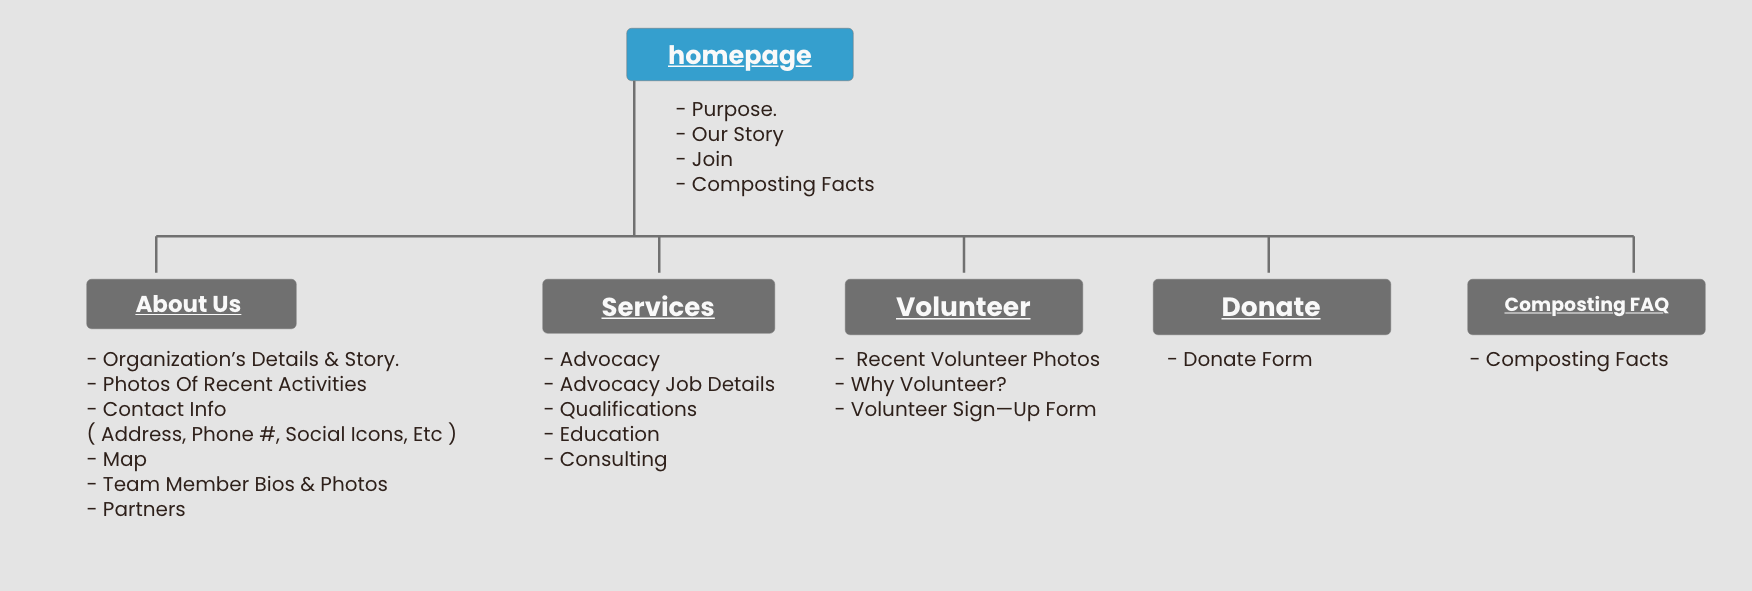 homepage
- Purpose.
- Our Story
- Join
- Composting Facts
About Us
- Organization’s Details & Story.
- Photos Of Recent Activities
- Contact Info
( Address, Phone #, Social Icons, Etc )
- Map
- Team Member Bios & Photos
- Partners
Services
- Advocacy
- Advocacy Job Details
- Qualifications
- Education
- Consulting
Volunteer
-  Recent Volunteer Photos
- Why Volunteer?
- Volunteer Sign—Up Form
Donate
- Donate Form
Composting FAQ
- Composting Facts